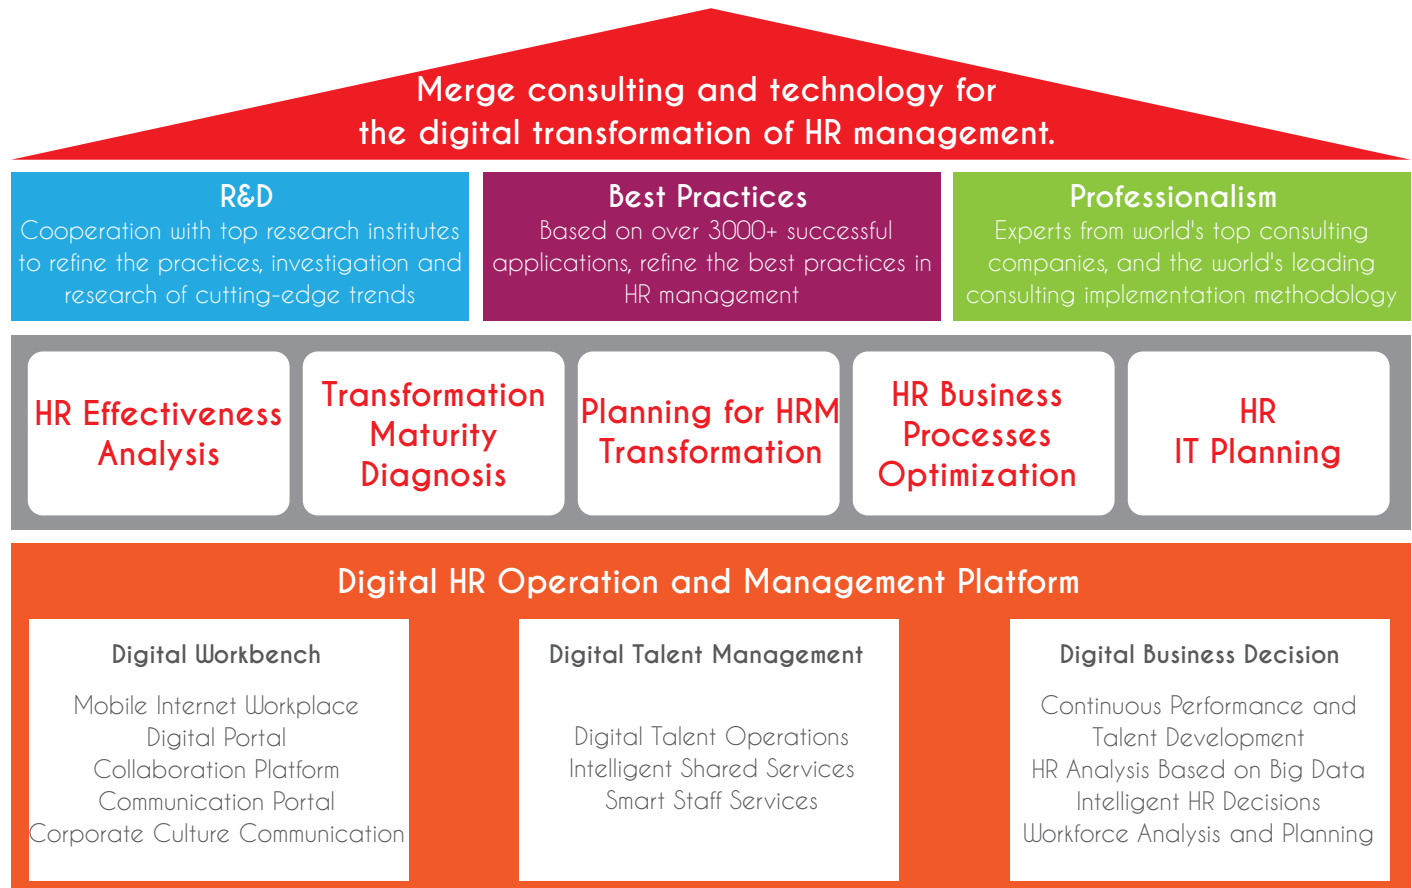 Merge consulting and technology for
the digital transformation of HR management.
R&D
Cooperation with top research institutes
to refine the practices, investigation and
research of cutting-edge trends
Best Practices
Based on over 3000+ successful
applications, refine the best practices in
HR management
Professionalism
Experts from world's top consulting
companies, and the world's leading
consulting implementation methodology
HR Effectiveness
Analysis
Transformation
Maturity
Diagnosis
Planning for HRM
Transformation
HR Business
Processes
Optimization
HR
IT Planning
Digital HR Operation and Management Platform
Digital Workbench
Mobile Internet Workplace
Digital Portal
Collaboration Platform
Communication Portal
Corporate Culture Communication
Digital Talent Management
Digital Talent Operations
Intelligent Shared Services
Smart Staff Services
Digital Business Decision
Continuous Performance and
Talent Development
HR Analysis Based on Big Data
Intelligent HR Decisions
Workforce Analysis and Planning